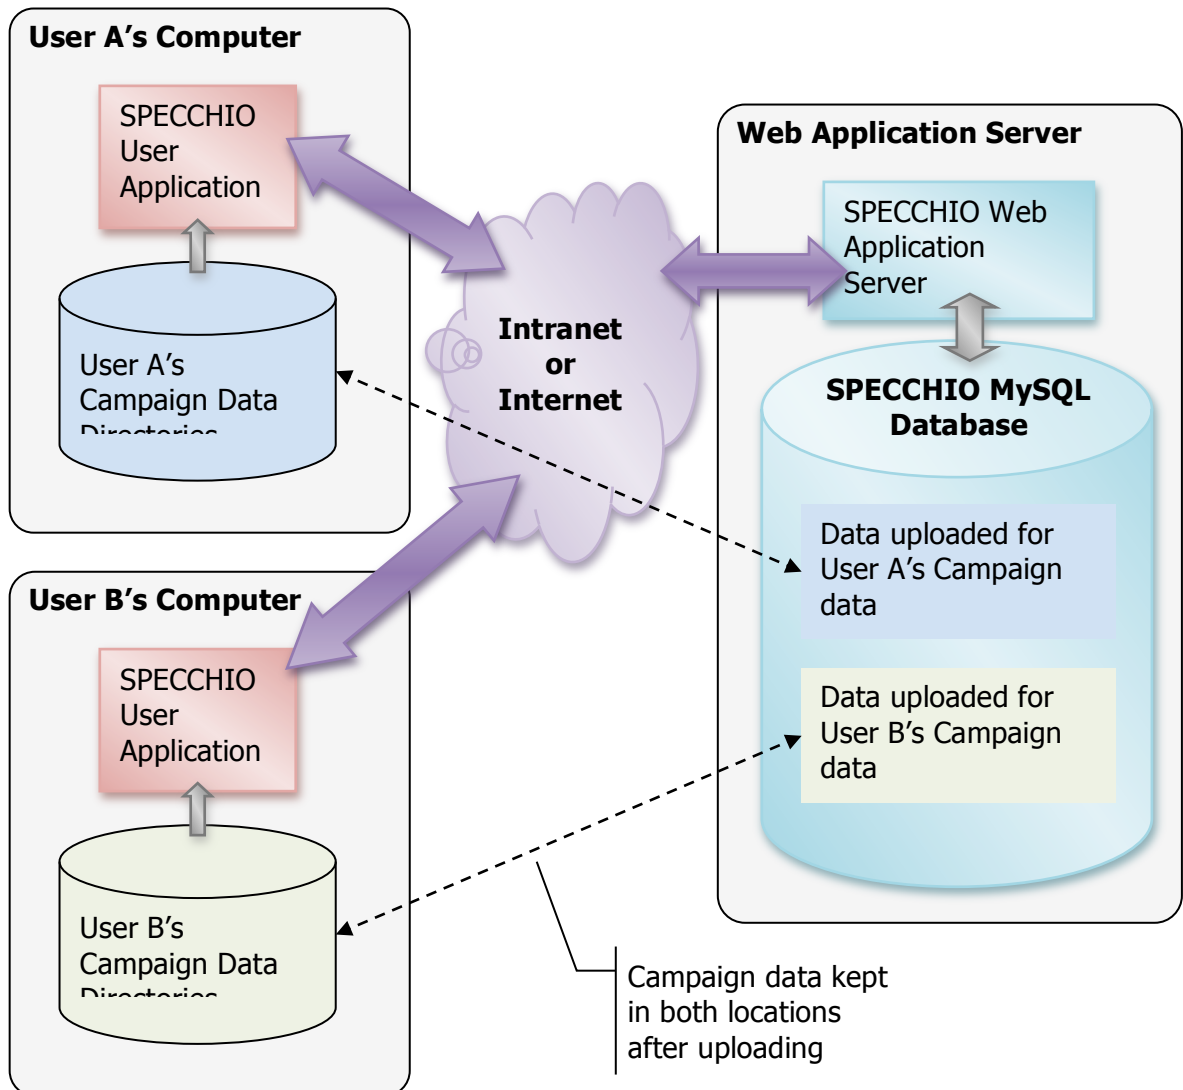 User A’s Computer
SPECCHIO
User
Application
User A’s
Campaign Data
Directories
Intranet
or
Internet
Web Application Server
SPECCHIO Web
Application
Server
SPECCHIO MySQL
Database
Data uploaded for
User A’s Campaign
data
Data uploaded for
User B’s Campaign
data
User B’s Computer
SPECCHIO
User
Application
User B’s
Campaign Data
Directories
Campaign data kept
in both locations
after uploading